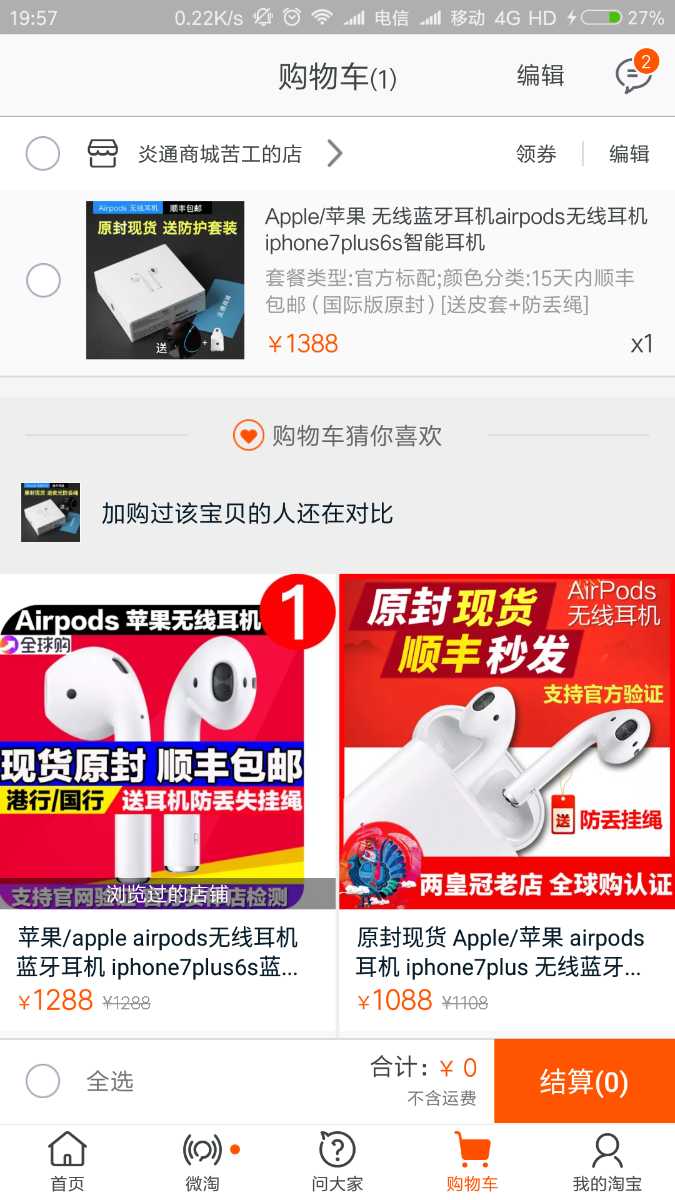 19:57
0.22K/s 电信 移动 4G HD 27%
购物车(1) 编辑 2
炎通商城苦工的店 领券 编辑
Airpods 无线耳机 顺丰包邮
原封现货 送防护套装
送 +
Apple/苹果 无线蓝牙耳机airpods无线耳机
iphone7plus6s智能耳机
套餐类型:官方标配;颜色分类:15天内顺丰
包邮（国际版原封）[送皮套+防丢绳]
￥1388 x1
购物车猜你喜欢
加购过该宝贝的人还在对比
Airpods 苹果无线耳机 1
全球购
现货原封 顺丰包邮
港行/国行 送耳机防丢失挂绳
浏览过的店铺
苹果/apple airpods无线耳机
蓝牙耳机 iphone7plus6s蓝...
￥1288 ￥1288
原封现货 AirPods
无线耳机
顺丰秒发
支持官方验证
送 防丢挂绳
两皇冠老店 全球购认证
原封现货 Apple/苹果 airpods
耳机 iphone7plus 无线蓝牙...
￥1088 ￥1108
全选
合计：￥ 0
不含运费
结算(0)
首页 微淘 问大家 购物车 我的淘宝